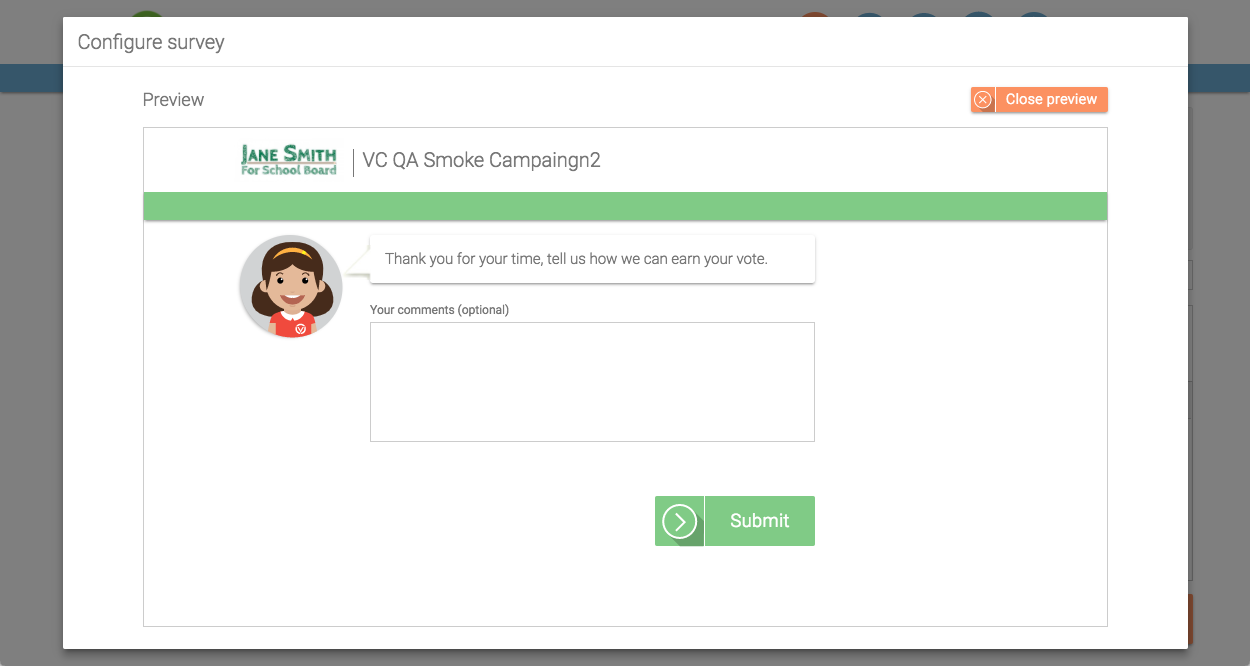 Configure survey
Preview
Close preview
JANE SMITH
For School Board
VC QA Smoke Campaingn2
Thank you for your time, tell us how we can earn your vote.
Your comments (optional)
Submit